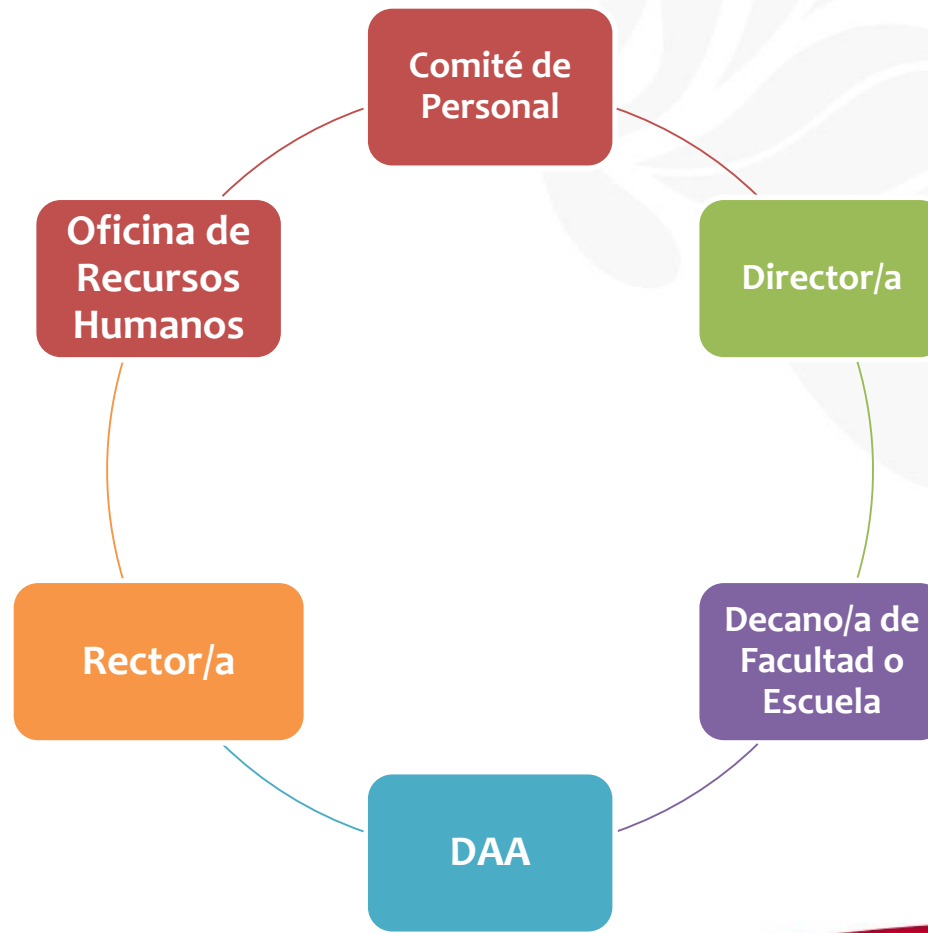 Comité de
Personal
Director/a
Decano/a de
Facultad o
Escuela
DAA
Rector/a
Oficina de
Recursos
Humanos